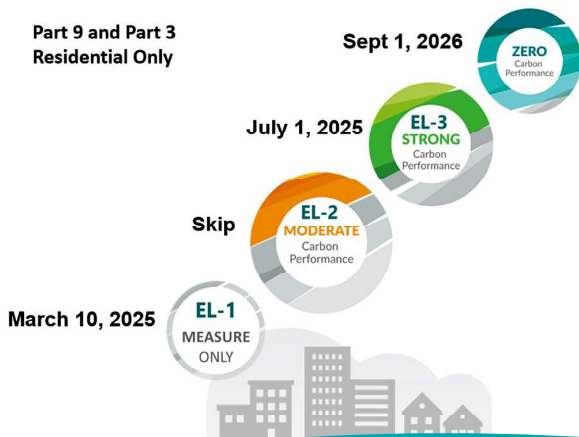 Part 9 and Part 3
Residential Only
Sept 1, 2026
ZERO
Carbon
Performance
July 1, 2025
EL-3
STRONG
Carbon
Performance
Skip
EL-2
MODERATE
Carbon
Performance
March 10, 2025
EL-1
MEASURE
ONLY